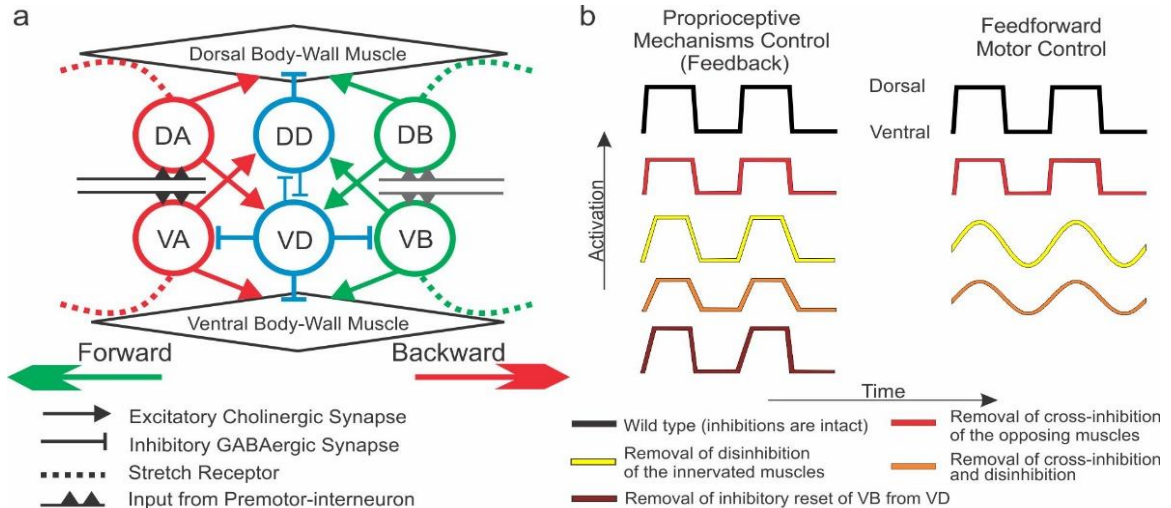 a
Dorsal Body-Wall Muscle
DA
DD
DB
VA
VD
VB
Ventral Body-Wall Muscle
Forward
Backward
Excitatory Cholinergic Synapse
Inhibitory GABAergic Synapse
Stretch Receptor
Input from Premotor-interneuron
b
Proprioceptive
Mechanisms Control
(Feedback)
Feedforward
Motor Control
Dorsal
Ventral
Activation
Time
Wild type (inhibitions are intact)
Removal of disinhibition
of the innervated muscles
Removal of inhibitory reset of VB from VD
Removal of cross-inhibition
of the opposing muscles
Removal of cross-inhibition
and disinhibition